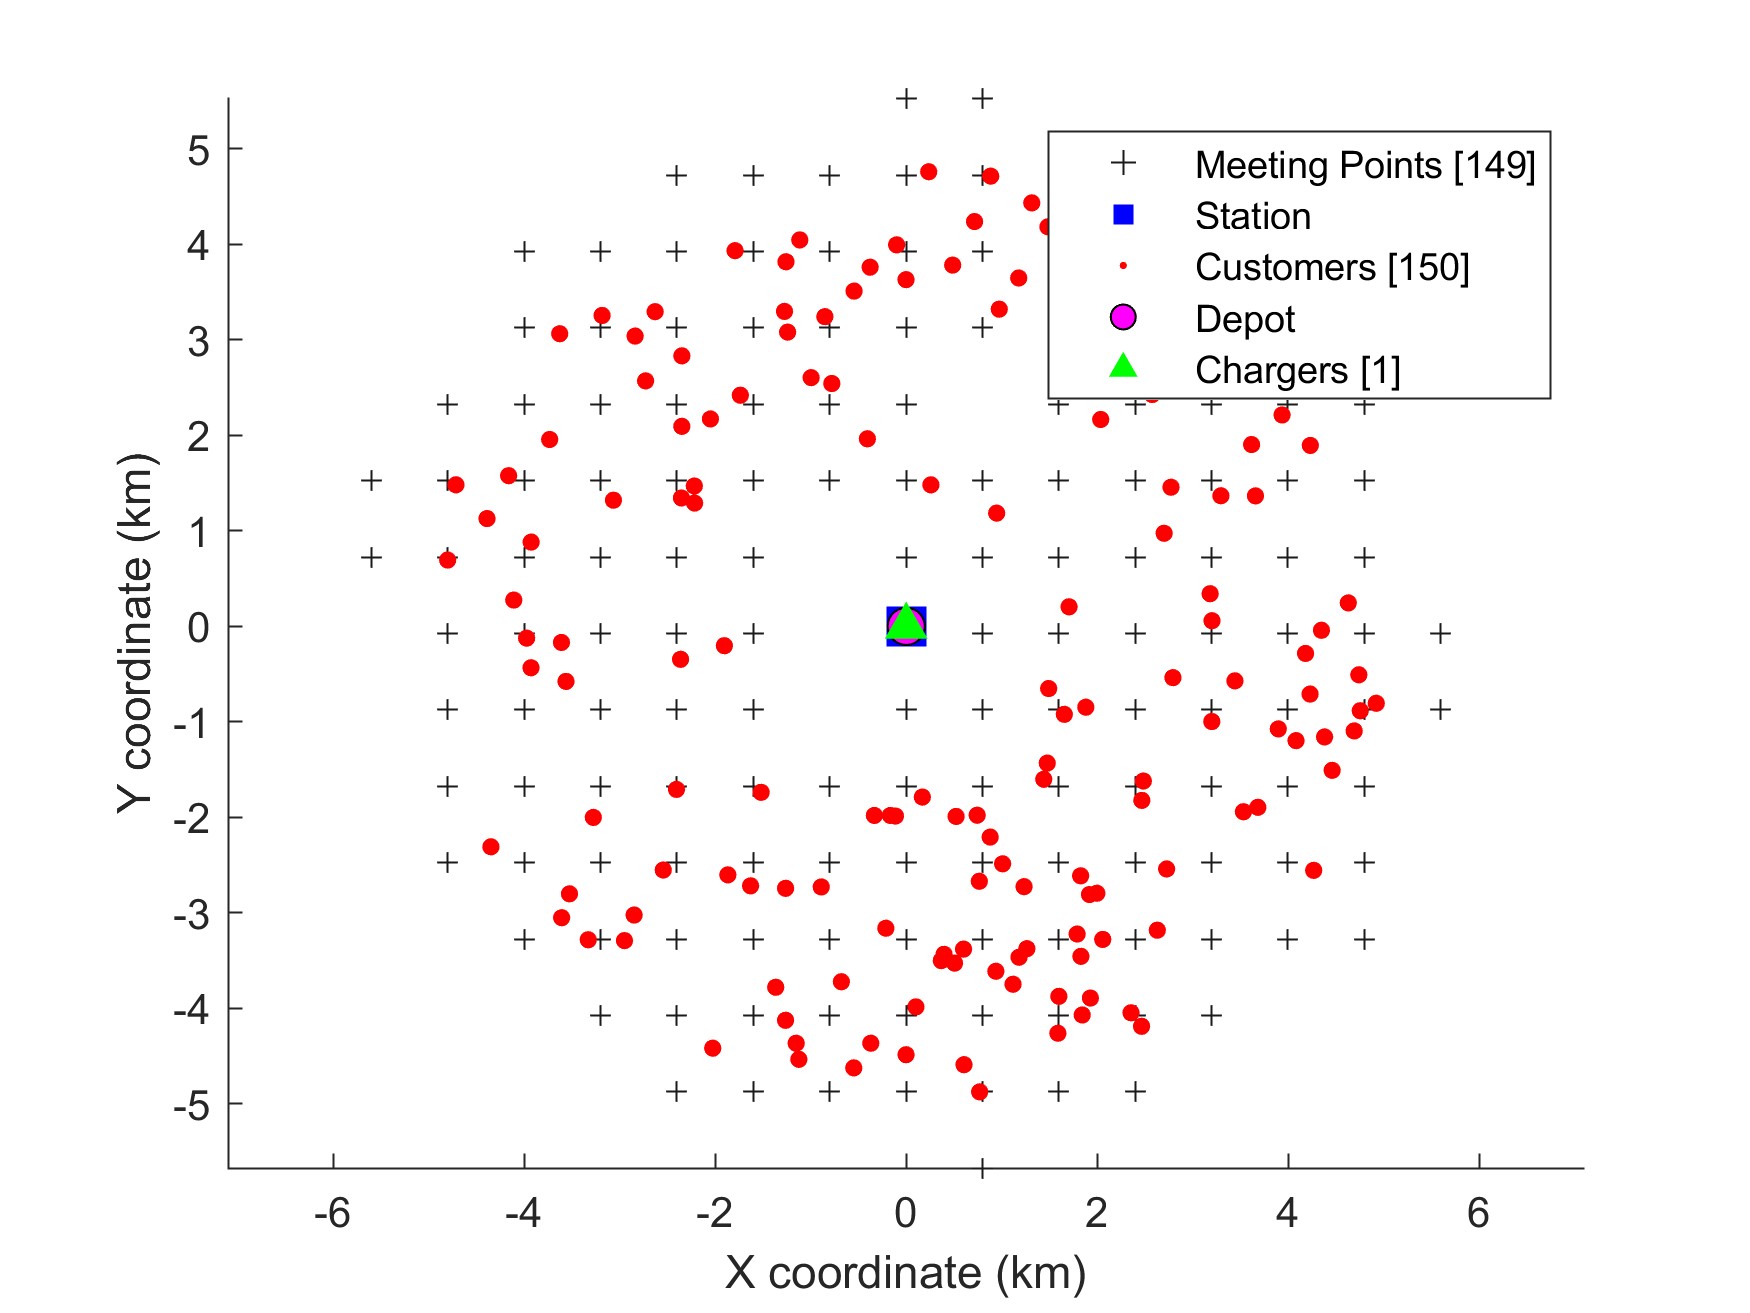 5
4
3
2
1
0
-1
-2
-3
-4
-5
Y coordinate (km)
Meeting Points [149]
Station
Customers [150]
Depot
Chargers [1]
-6 -4 -2 0 2 4 6
X coordinate (km)